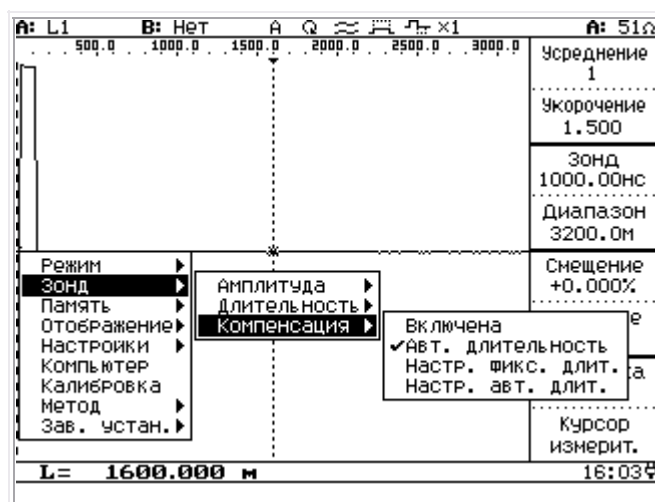 A: L1 B: Нет A ×1 A: 51Ω
500.0 1000.0 1500.0 2000.0 2500.0 3000.0
Усреднение
1
Укорочение
1.500
Зонд
1000.00нс
Диапазон
3200.0м
Смещение
+0.000%
Режим
Зонд
Память
Отображение
Настройки
Компьютер
Калибровка
Метод
Зав. устан.
Амплитуда
Длительность
Компенсация
Включена
Авт. длительность
Настр. фикс. длит.
Настр. авт. длит.
Курсор
измерит.
L= 1600.000 м 16:03